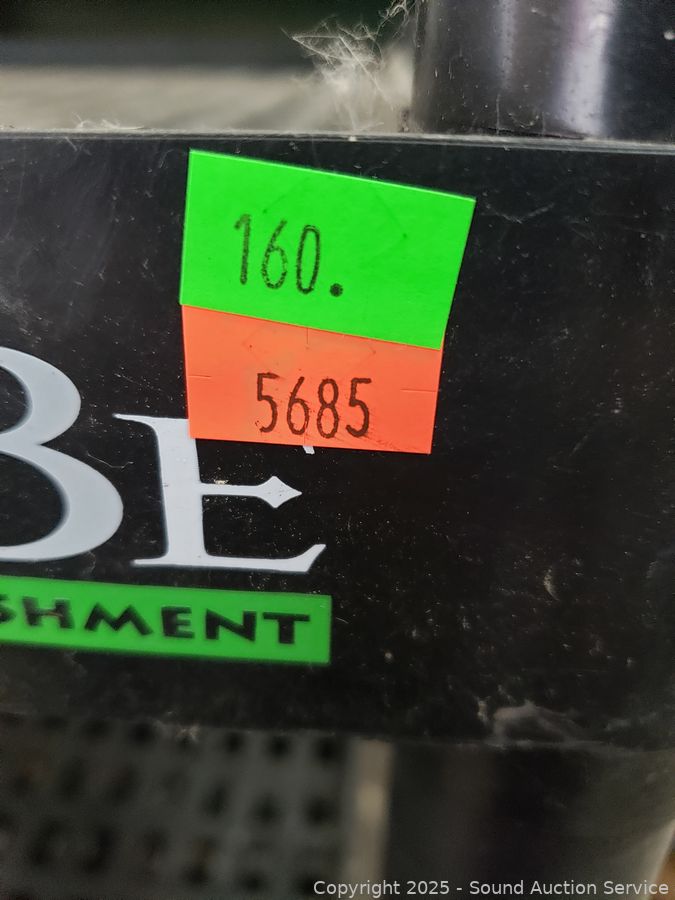 160.
5685
BE
SHMENT
Copyright © 2025 - Sound Auction Service